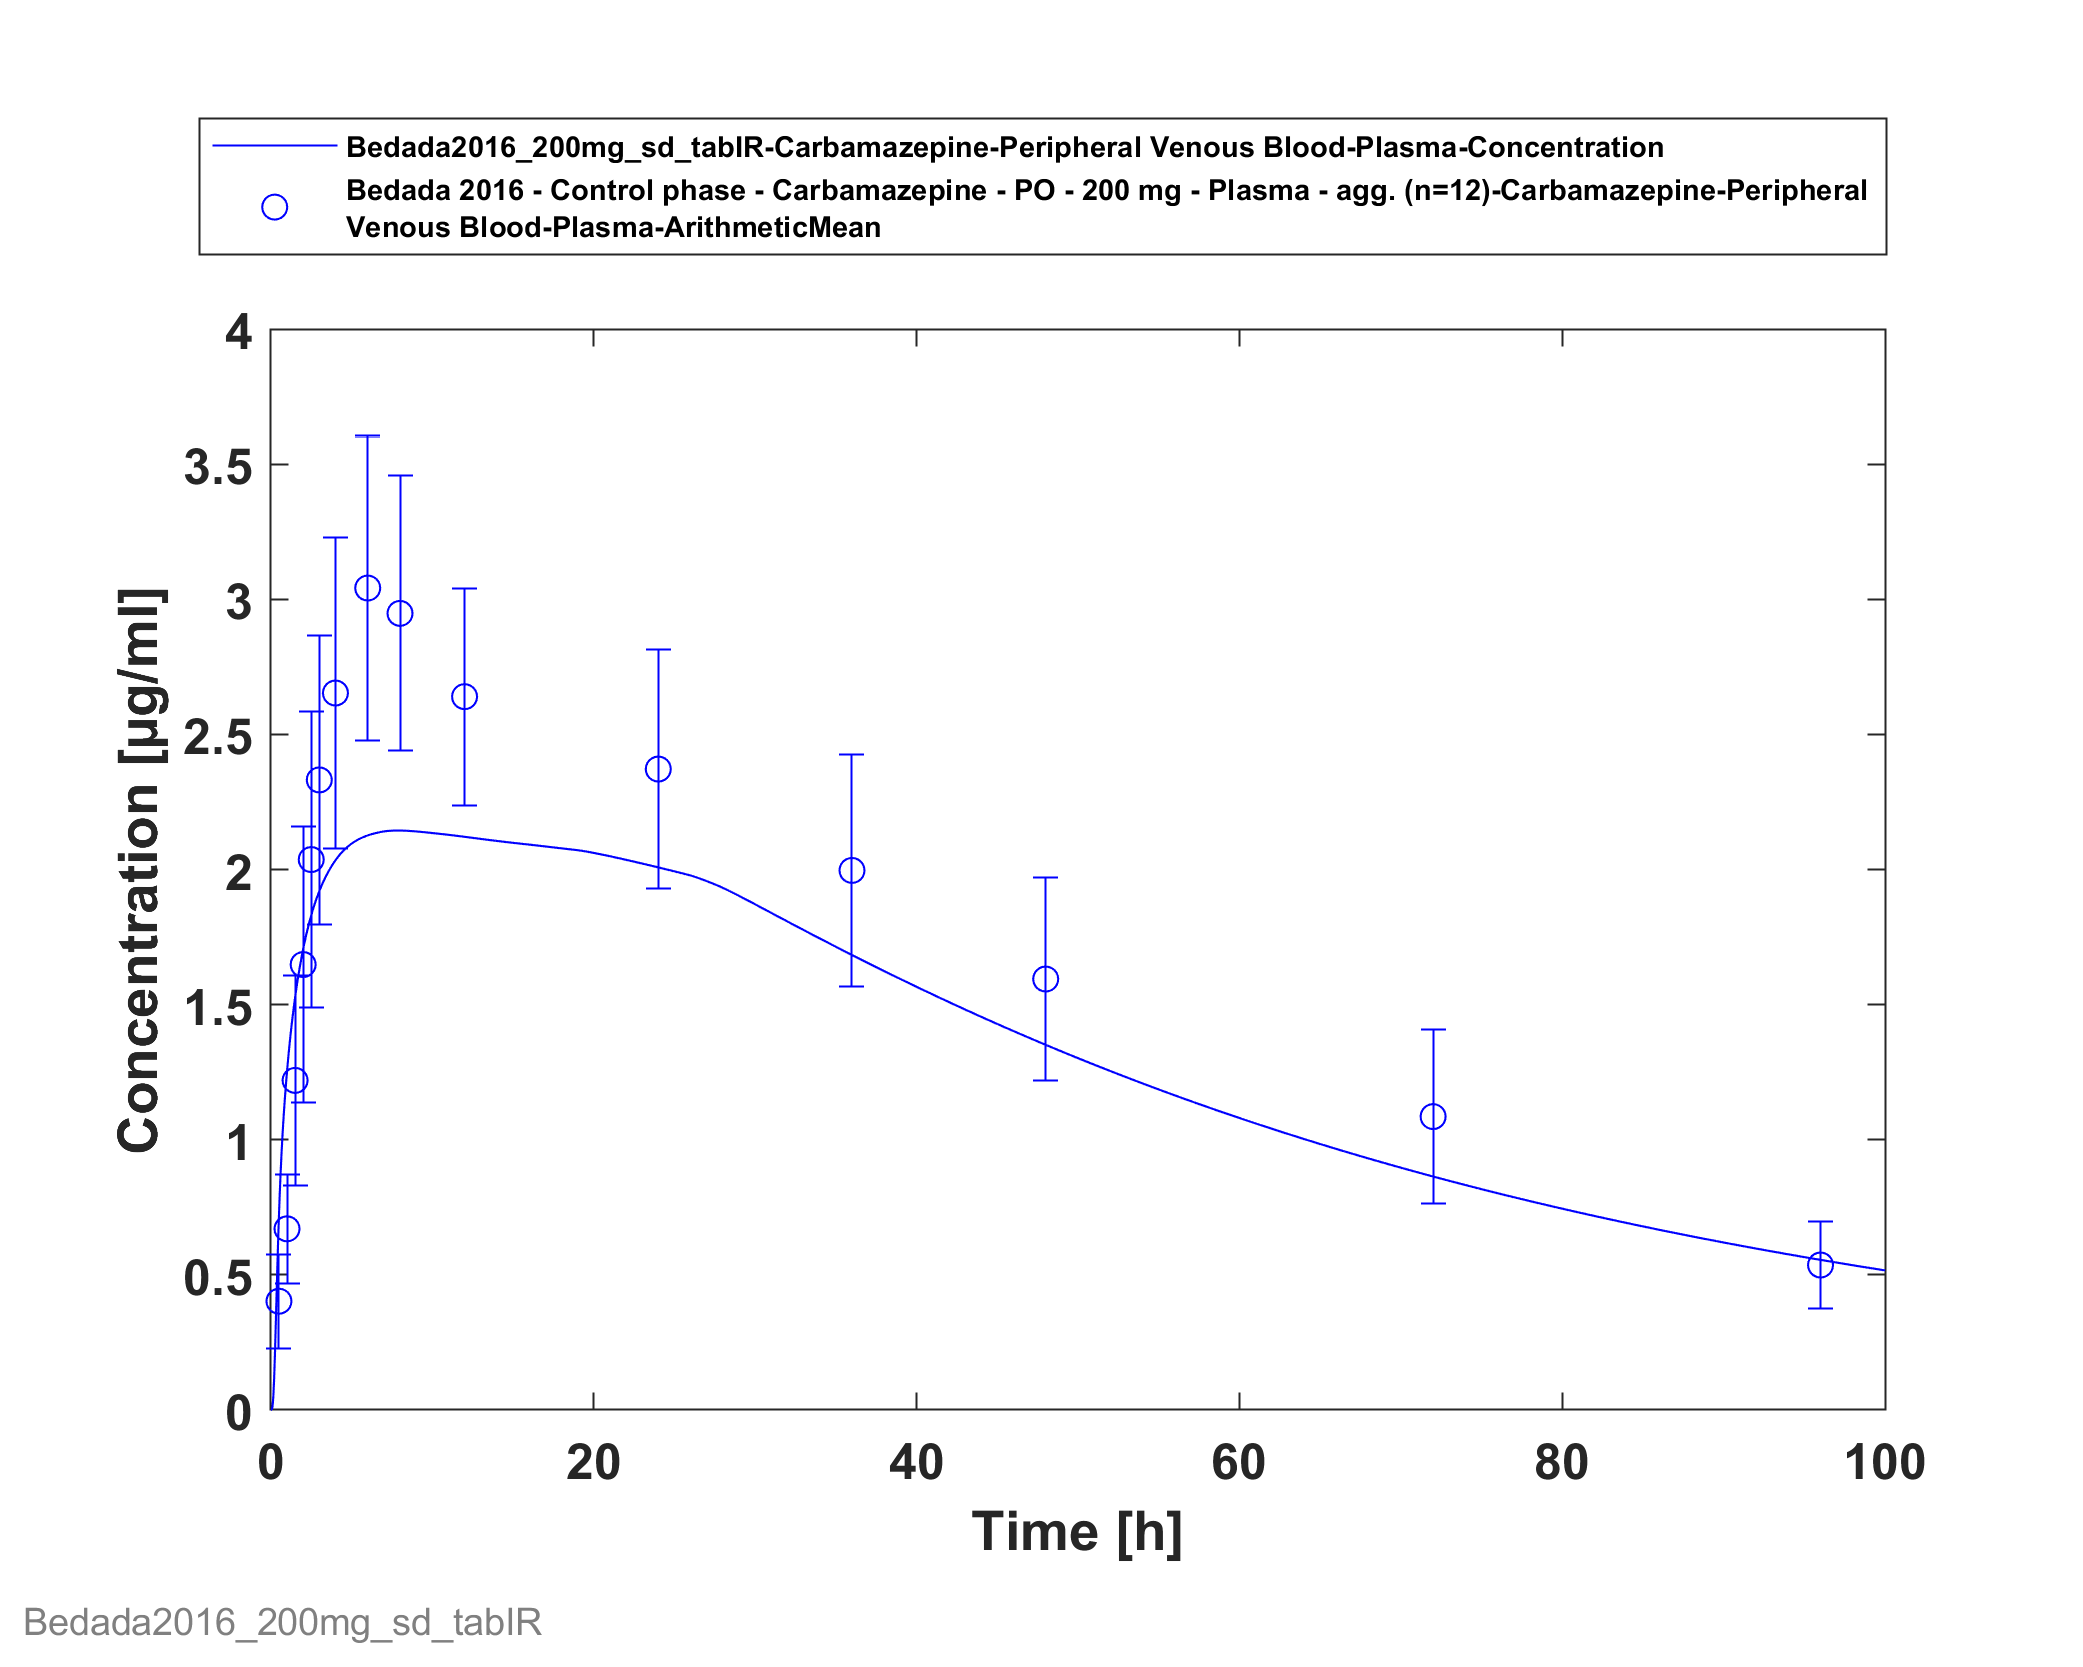 Bedada2016_200mg_sd_tabIR-Carbamazepine-Peripheral Venous Blood-Plasma-Concentration
Bedada 2016 - Control phase - Carbamazepine - PO - 200 mg - Plasma - agg. (n=12)-Carbamazepine-Peripheral
Venous Blood-Plasma-ArithmeticMean
4
3.5
3
2.5
2
1.5
1
0.5
0
Concentration [µg/ml]
0 20 40 60 80 100
Time [h]
Bedada2016_200mg_sd_tabIR